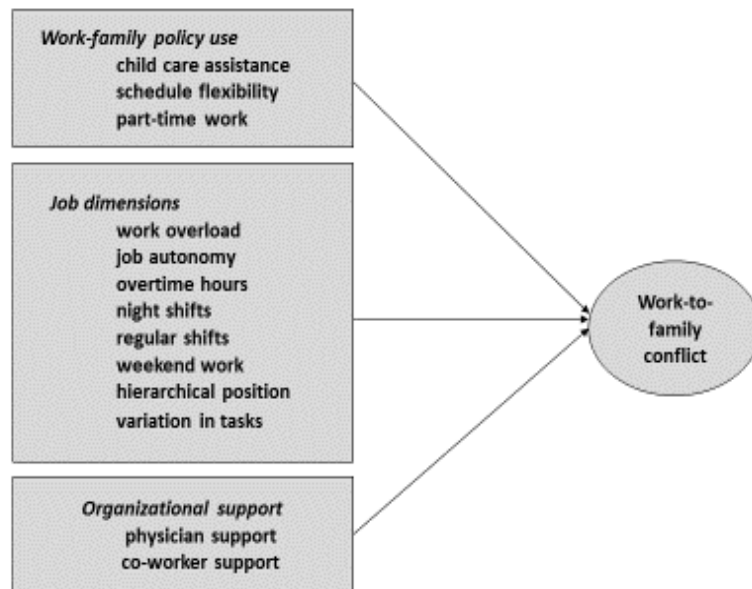 Work-family policy use
child care assistance
schedule flexibility
part-time work
Job dimensions
work overload
job autonomy
overtime hours
night shifts
regular shifts
weekend work
hierarchical position
variation in tasks
Organizational support
physician support
co-worker support
Work-to-
family
conflict